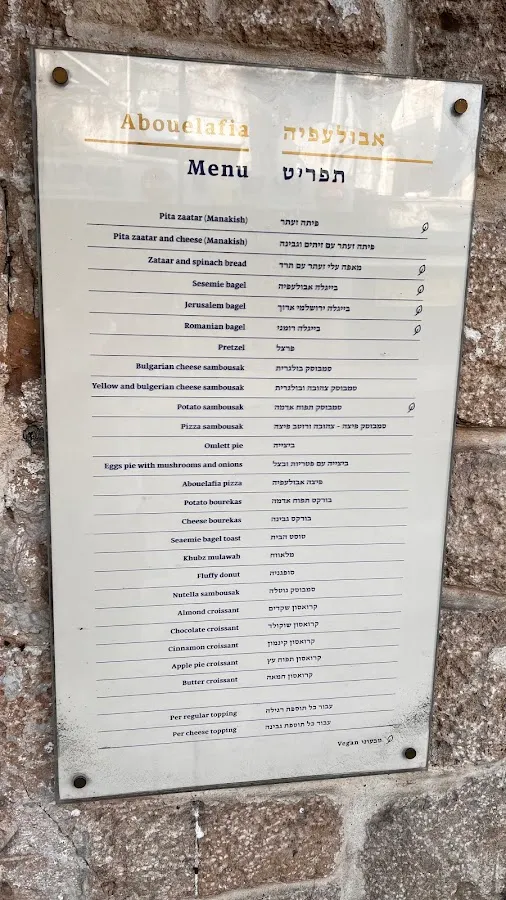 Abouelafia אבולעפיה
Menu תפריט
Pita zaatar (Manakish) פיתה זעתר
Pita zaatar and cheese (Manakish) פיתה זעתר עם זיתים וגבינה
Zataar and spinach bread מאפה עלי זעתר עם תרד
Sesemie bagel בייגלה אבולעפיה
Jerusalem bagel בייגלה ירושלמי ארוך
Romanian bagel בייגלה רומני
Pretzel פרצל
Bulgarian cheese sambousak סמבוסק בולגרית
Yellow and bulgerian cheese sambousak סמבוסק צהובה ובולגרית
Potato sambousak סמבוסק תפוח אדמה
Pizza sambousak סמבוסק פיצה - צהובה ורוטב פיצה
Omlett pie ביצייה
Eggs pie with mushrooms and onions ביצייה עם פטריות ובצל
Abouelafia pizza פיצה אבולעפיה
Potato bourekas בורקס תפוח אדמה
Cheese bourekas בורקס גבינה
Seaemie bagel toast טוסט הבית
Khubz mulawah מלאווח
Fluffy donut סופגניה
Nutella sambousak סמבוסק נוטלה
Almond croissant קרואסון שקדים
Chocolate croissant קרואסון שוקולד
Cinnamon croissant קרואסון קינמון
Apple pie croissant קרואסון תפוח עץ
Butter croissant קרואסון חמאה
Per regular topping עבור כל תוספת רגילה
Per cheese topping עבור כל תוספת גבינה
Vegan טבעוני